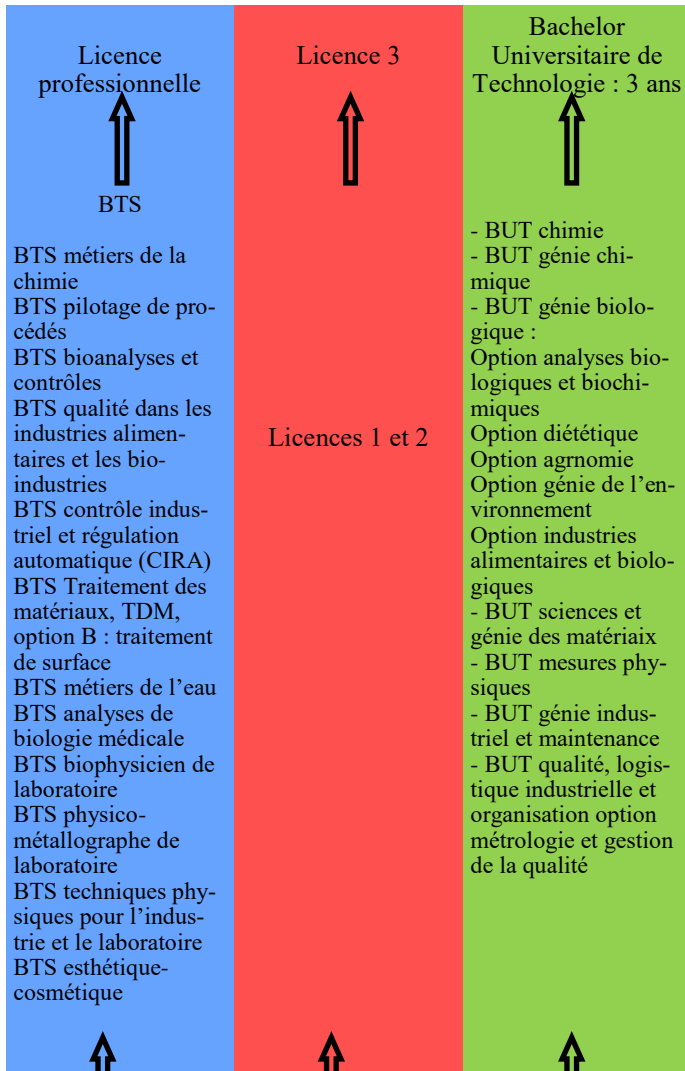 Licence
professionnelle
BTS
BTS métiers de la
chimie
BTS pilotage de pro-
cédés
BTS bioanalyses et
contrôles
BTS qualité dans les
industries alimen-
taires et les bio-
industries
BTS contrôle indus-
triel et régulation
automatique (CIRA)
BTS Traitement des
matériaux, TDM,
option B : traitement
de surface
BTS métiers de l’eau
BTS analyses de
biologie médicale
BTS biophysicien de
laboratoire
BTS physico-
métallographe de
laboratoire
BTS techniques phy-
siques pour l’indus-
trie et le laboratoire
BTS esthétique-
cosmétique
Licence 3
Licences 1 et 2
Bachelor
Universitaire de
Technologie : 3 ans
- BUT chimie
- BUT génie chi-
mique
- BUT génie biolo-
gique :
Option analyses bio-
logiques et biochi-
miques
Option diététique
Option agrnomie
Option génie de l’en-
vironnement
Option industries
alimentaires et biolo-
giques
- BUT sciences et
génie des matériaix
- BUT mesures phy-
siques
- BUT génie indus-
triel et maintenance
- BUT qualité, logis-
tique industrielle et
organisation option
métrologie et gestion
de la qualité